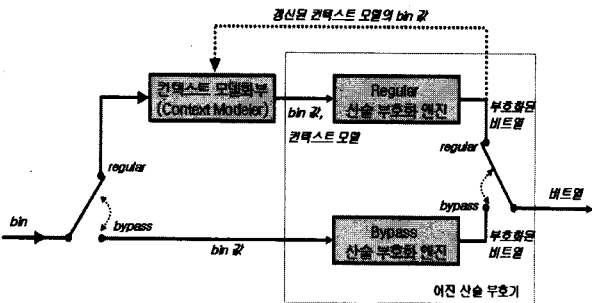 갱신된 컨텍스트 모델의 bin 값
컨텍스트 모델화부
(Context Modeler)
Regular
산술 부호화 엔진
bin 값,
컨텍스트 모델
부호화된
비트열
regular
regular
bin
bypass
bypass
비트열
bin 값
Bypass
산술 부호화 엔진
부호화된
비트열
이진 산술 부호기